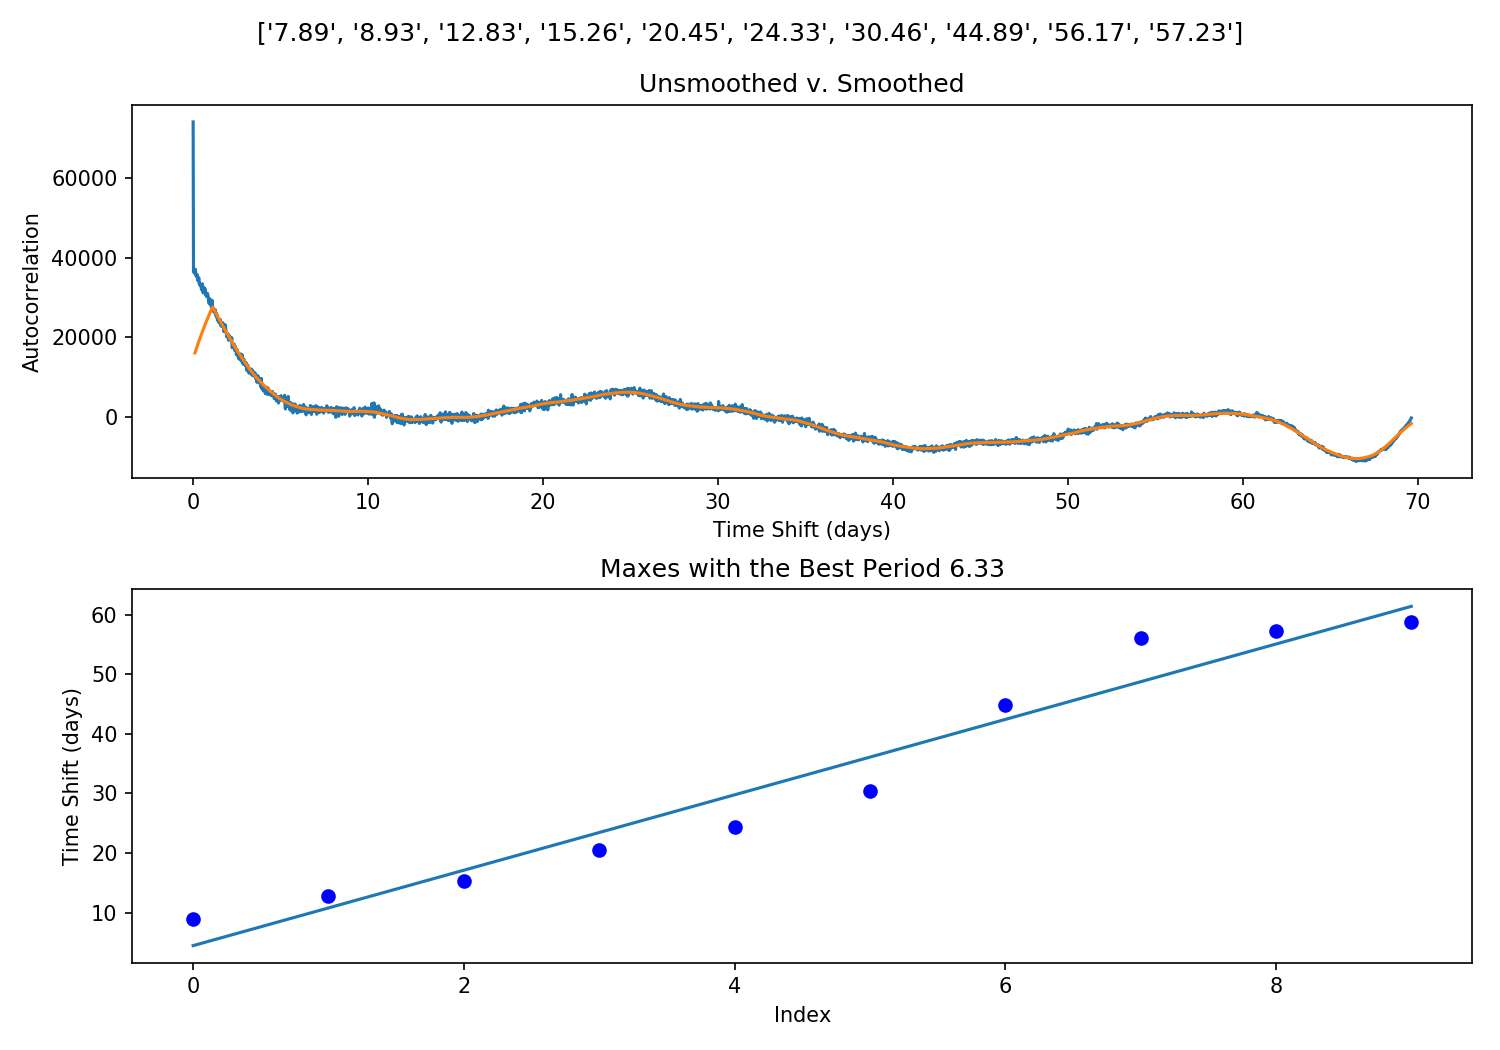 ['7.89', '8.93', '12.83', '15.26', '20.45', '24.33', '30.46', '44.89', '56.17', '57.23']
Unsmoothed v. Smoothed
Autocorrelation
60000
40000
20000
0
0 10 20 30 40 50 60 70
Time Shift (days)
Maxes with the Best Period 6.33
Time Shift (days)
60
50
40
30
20
10
0 2 4 6 8
Index